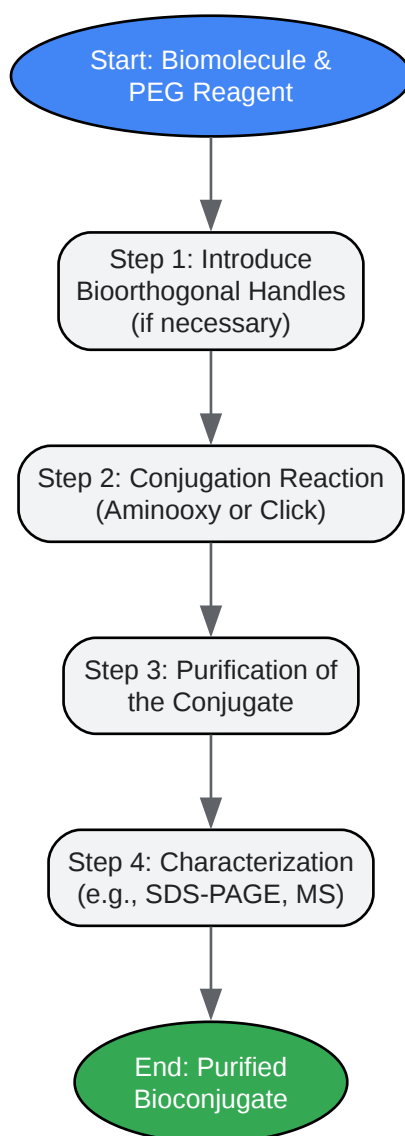 Start: Biomolecule &
PEG Reagent
Step 1: Introduce
Bioorthogonal Handles
(if necessary)
Step 2: Conjugation Reaction
(Aminooxy or Click)
Step 3: Purification of
the Conjugate
Step 4: Characterization
(e.g., SDS-PAGE, MS)
End: Purified
Bioconjugate